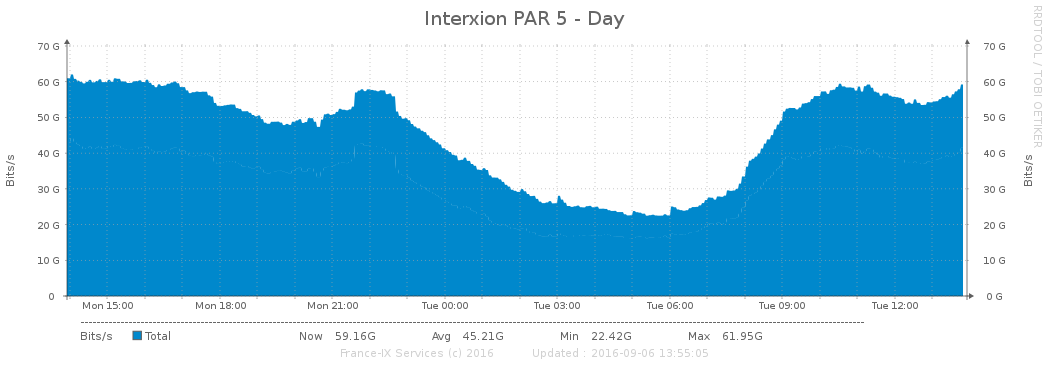 Interxion PAR 5 - Day
RRDTOOL / TOBI OETIKER
Bits/s
70 G 70 G
60 G 60 G
50 G 50 G
40 G 40 G
30 G 30 G
20 G 20 G
10 G 10 G
0 0 G
Bits/s
Mon 15:00 Mon 18:00 Mon 21:00 Tue 00:00 Tue 03:00 Tue 06:00 Tue 09:00 Tue 12:00
Bits/s Total Now 59.16G Avg 45.21G Min 22.42G Max 61.95G
France-IX Services (c) 2016 Updated : 2016-09-06 13:55:05